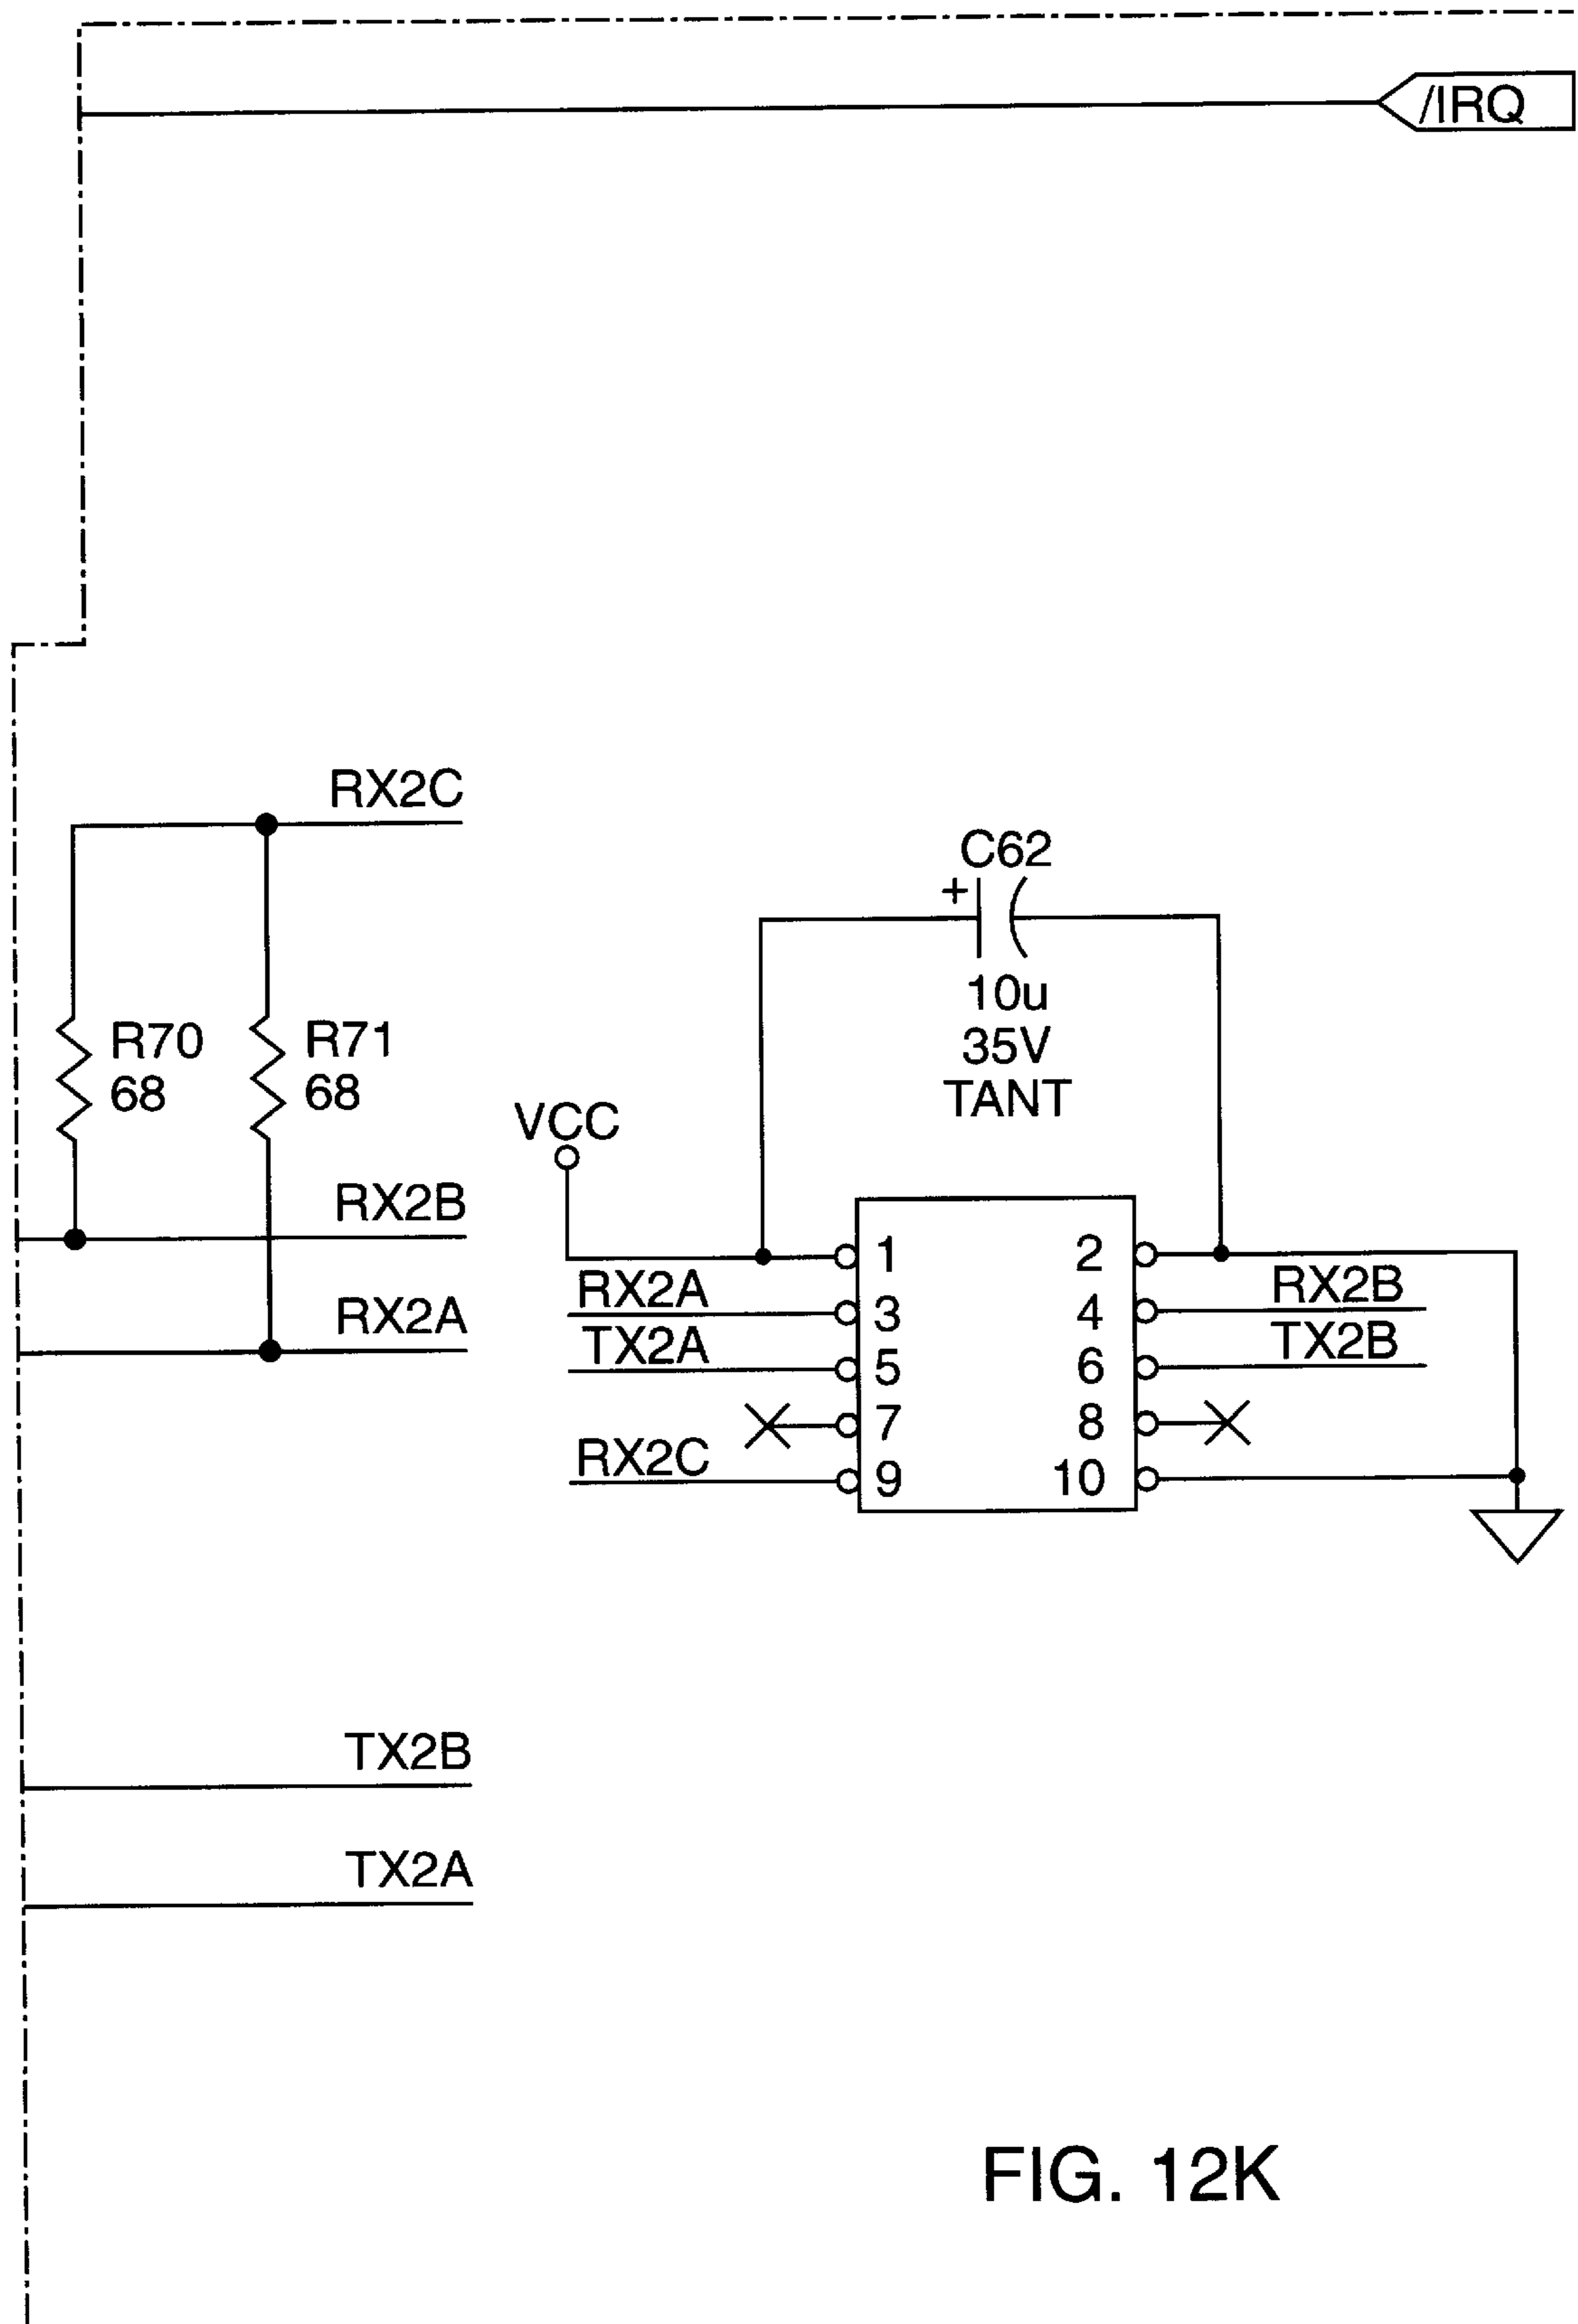 /IRQ
RX2C
C62
+
10u
35V
TANT
R70
68
R71
68
VCC
RX2B
RX2A
1 2
RX2A 3 4 RX2B
TX2A 5 6 TX2B
7 8
RX2C 9 10
TX2B
TX2A
FIG. 12K